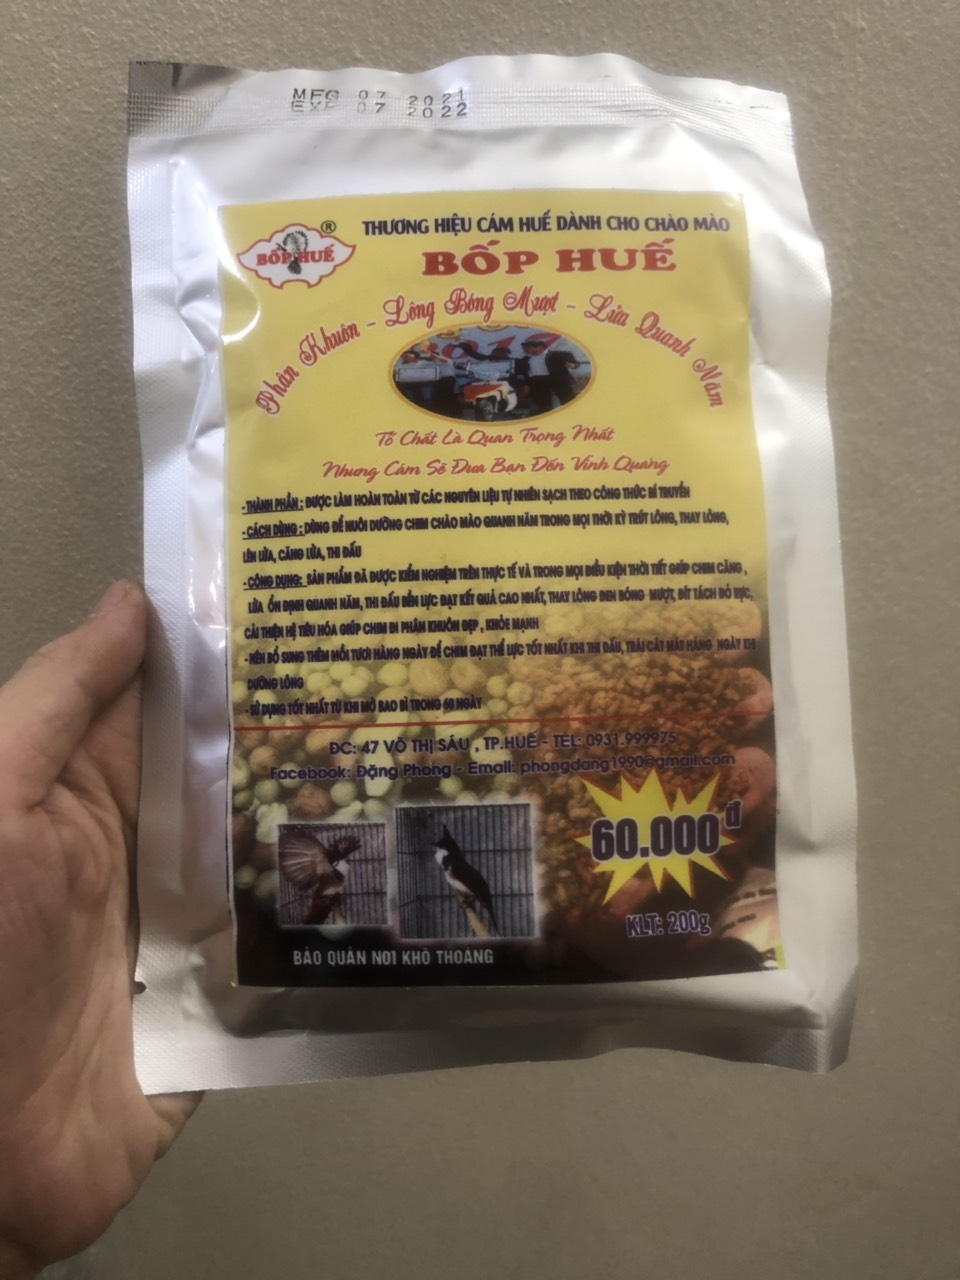 MFG 07 2021
EXP 07 2022
®
BỐP HUẾ
THƯƠNG HIỆU CÁM HUẾ DÀNH CHO CHÀO MÀO
BỐP HUẾ
Phân Khuôn - Lông Bóng Mượt - Lửa Quanh Năm
Tố Chất Là Quan Trọng Nhất
Nhưng Cám Sẽ Đưa Bạn Đến Vinh Quang
- THÀNH PHẦN : ĐƯỢC LÀM HOÀN TOÀN TỪ CÁC NGUYÊN LIỆU TỰ NHIÊN SẠCH THEO CÔNG THỨC BÍ TRUYỀN
- CÁCH DÙNG : DÙNG ĐỂ NUÔI DƯỠNG CHIM CHÀO MÀO QUANH NĂM TRONG MỌI THỜI KỲ TRÚT LÔNG, THAY LÔNG,
LÊN LỬA, CĂNG LỬA, THI ĐẤU
- CÔNG DỤNG: SẢN PHẨM ĐÃ ĐƯỢC KIỂM NGHIỆM TRÊN THỰC TẾ VÀ TRONG MỌI ĐIỀU KIỆN THỜI TIẾT GIÚP CHIM CĂNG ,
LỬA ỔN ĐỊNH QUANH NĂM, THI ĐẤU BỀN LỰC ĐẠT KẾT QUẢ CAO NHẤT, THAY LÔNG ĐEN BÓNG MƯỢT, ĐÍT TÁCH ĐỎ RỰC,
CẢI THIỆN HỆ TIÊU HÓA GIÚP CHIM ĐI PHÂN KHUÔN ĐẸP , KHỎE MẠNH
- NÊN BỔ SUNG THÊM MỒI TƯƠI HÀNG NGÀY ĐỂ CHIM ĐẠT THỂ LỰC TỐT NHẤT KHI THI ĐẤU, TRÁI CÂY MÁT HÀNG NGÀY KHI
DƯỠNG LÔNG
- SỬ DỤNG TỐT NHẤT TỪ KHI MỞ BAO BÌ TRONG 60 NGÀY
ĐC: 47 VÕ THỊ SÁU , TP.HUẾ - TEL: 0931.999975
Facebook: Đặng Phong - Email: phongdang1990@gmail.com
60.000đ
KLT: 200g
BẢO QUẢN NƠI KHÔ THOÁNG